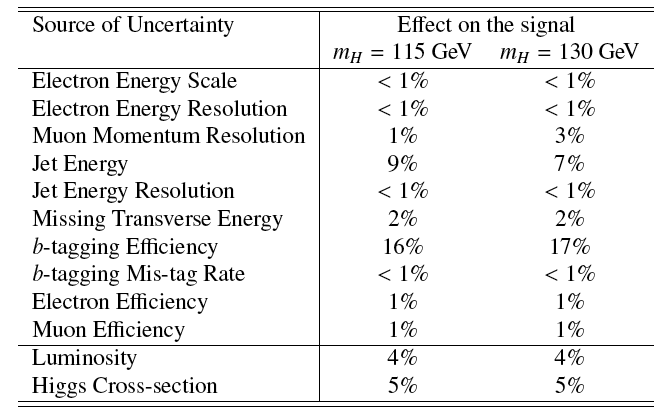 Source of Uncertainty Effect on the signal
m_H = 115 GeV m_H = 130 GeV
Electron Energy Scale < 1% < 1%
Electron Energy Resolution < 1% < 1%
Muon Momentum Resolution 1% 3%
Jet Energy 9% 7%
Jet Energy Resolution < 1% < 1%
Missing Transverse Energy 2% 2%
b-tagging Efficiency 16% 17%
b-tagging Mis-tag Rate < 1% < 1%
Electron Efficiency 1% 1%
Muon Efficiency 1% 1%
Luminosity 4% 4%
Higgs Cross-section 5% 5%